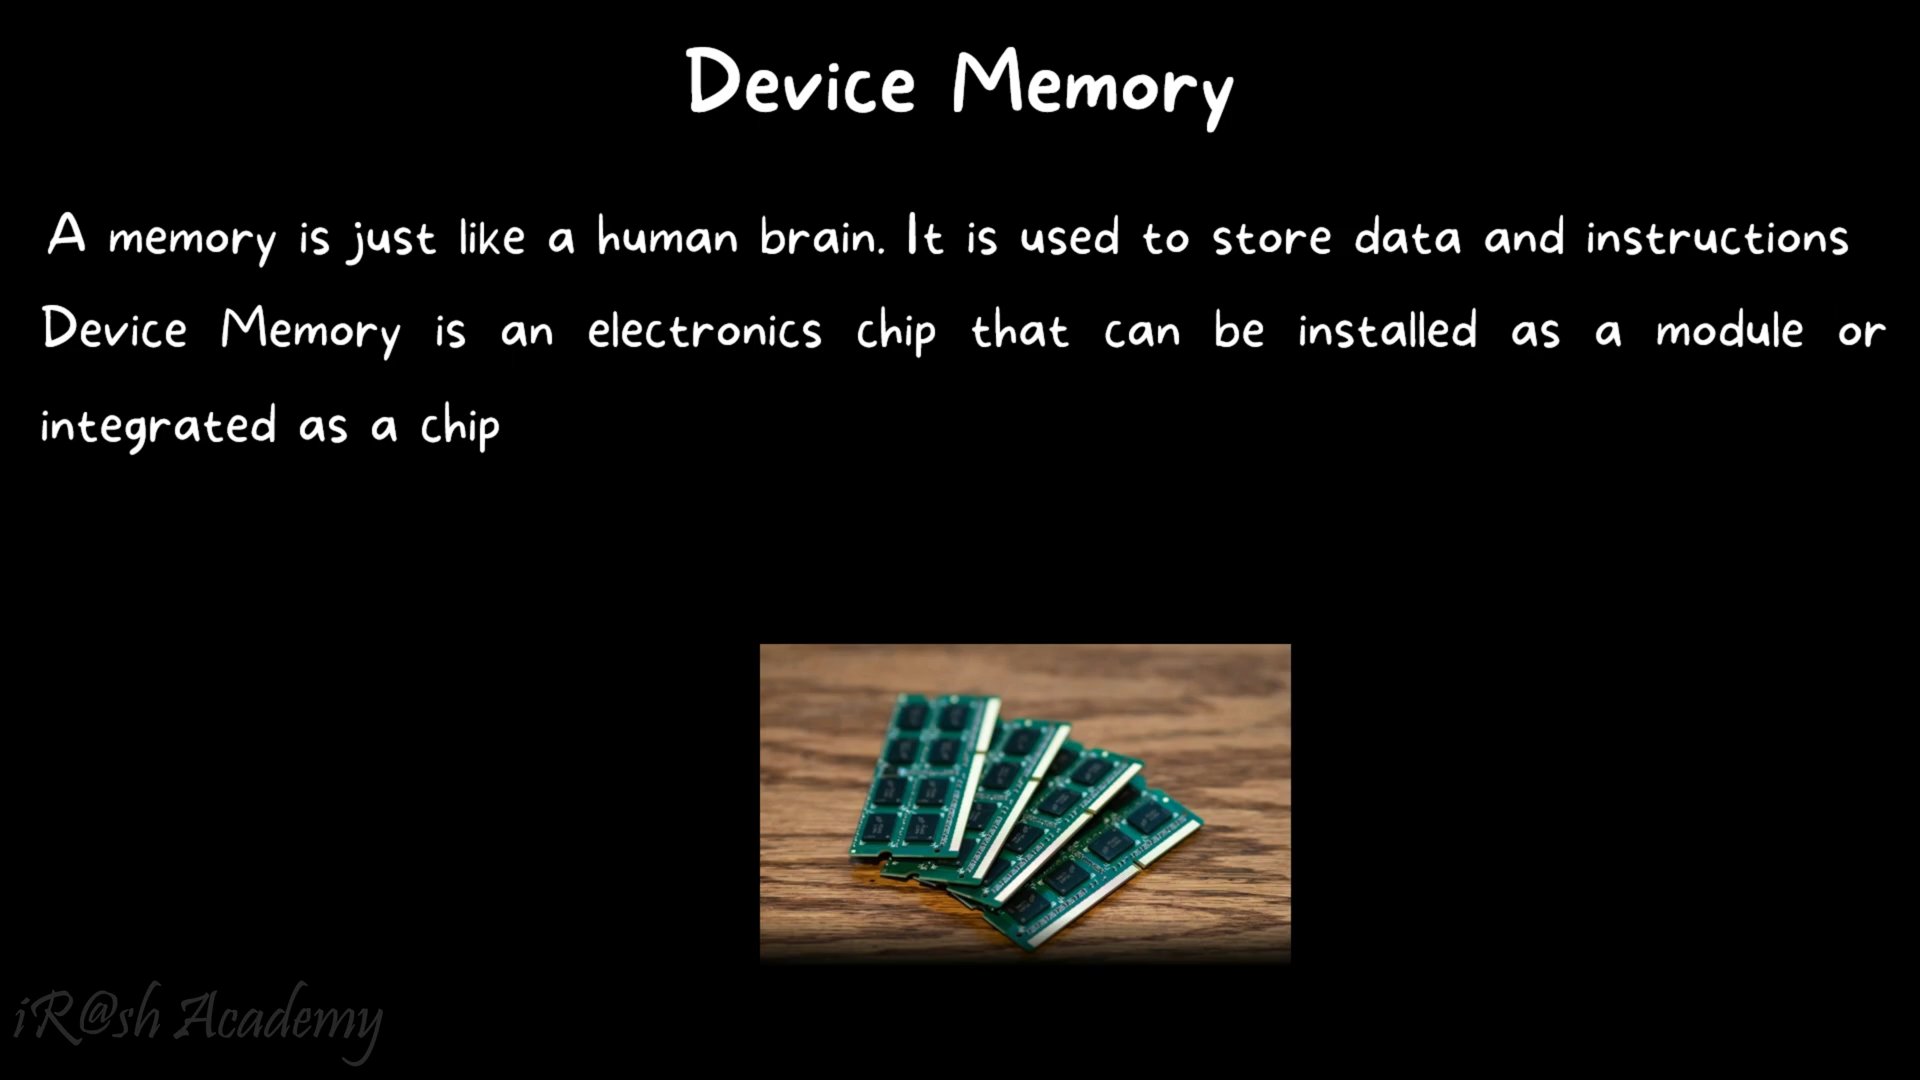 Device Memory
A memory is just like a human brain. It is used to store data and instructions
Device Memory is an electronics chip that can be installed as a module or
integrated as a chip
iR@sh Academy